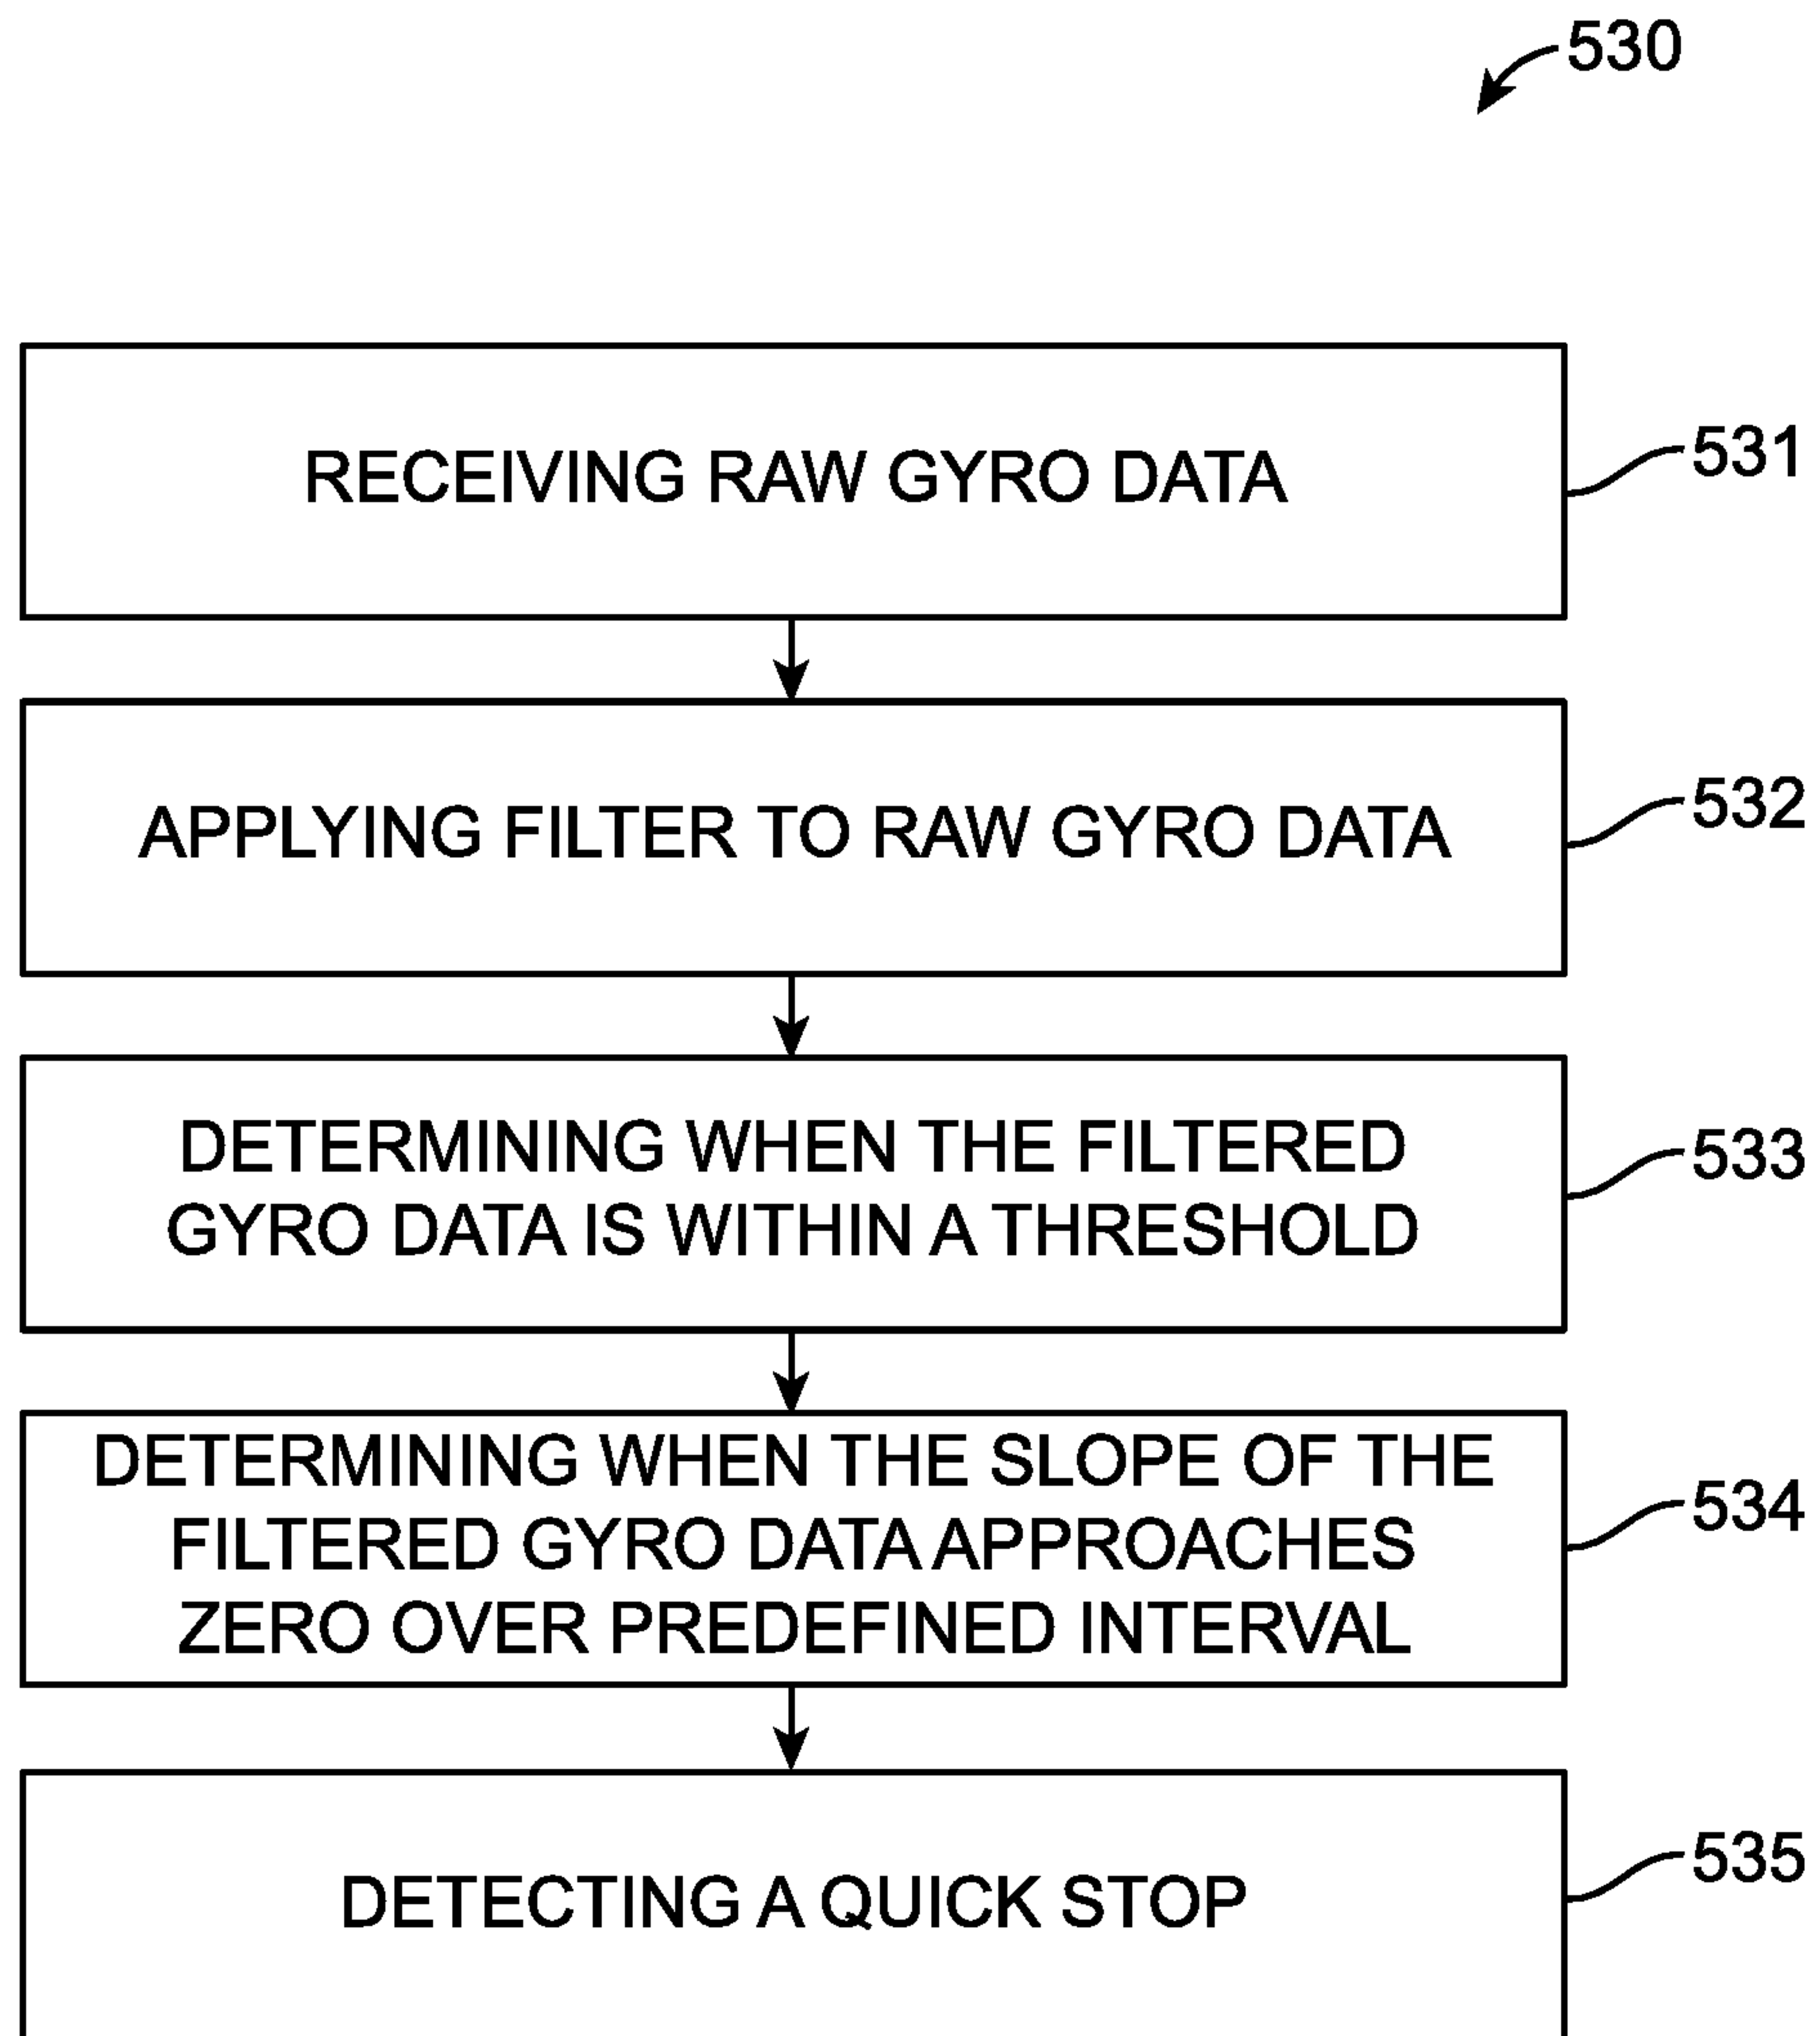 530
RECEIVING RAW GYRO DATA
531
APPLYING FILTER TO RAW GYRO DATA
532
DETERMINING WHEN THE FILTERED
GYRO DATA IS WITHIN A THRESHOLD
533
DETERMINING WHEN THE SLOPE OF THE
FILTERED GYRO DATA APPROACHES
ZERO OVER PREDEFINED INTERVAL
534
DETECTING A QUICK STOP
535